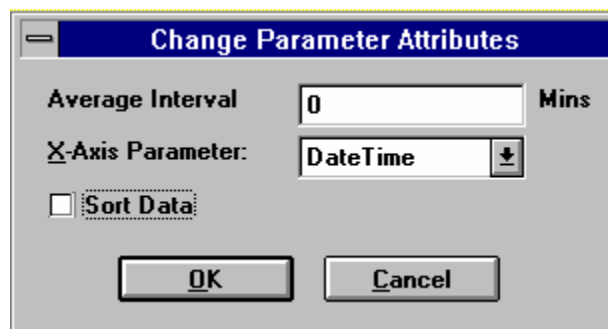 Change Parameter Attributes
Average Interval 0 Mins
X-Axis Parameter: DateTime
Sort Data
OK Cancel